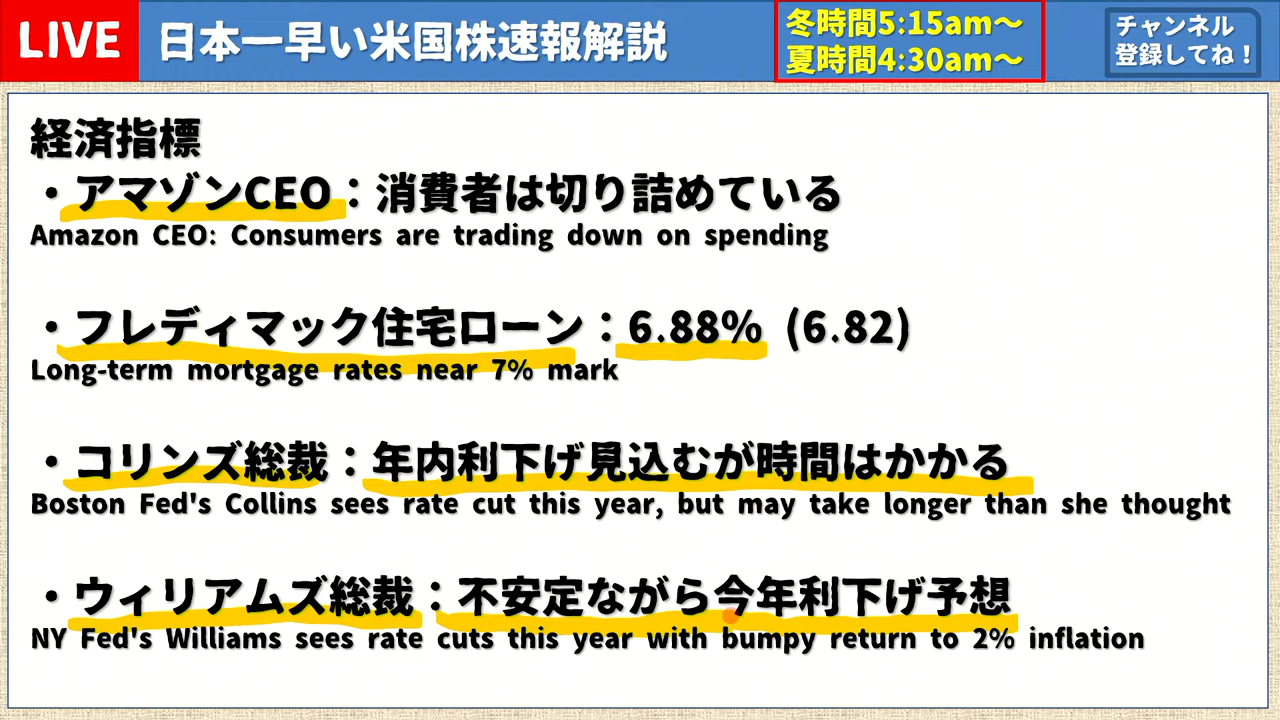 LIVE
日本一早い米国株速報解説
冬時間5:15am〜
夏時間4:30am〜
チャンネル
登録してね！
経済指標
・アマゾンCEO：消費者は切り詰めている
Amazon CEO: Consumers are trading down on spending
・フレディマック住宅ローン：6.88% (6.82)
Long-term mortgage rates near 7% mark
・コリンズ総裁：年内利下げ見込むが時間はかかる
Boston Fed's Collins sees rate cut this year, but may take longer than she thought
・ウィリアムズ総裁：不安定ながら今年利下げ予想
NY Fed's Williams sees rate cuts this year with bumpy return to 2% inflation